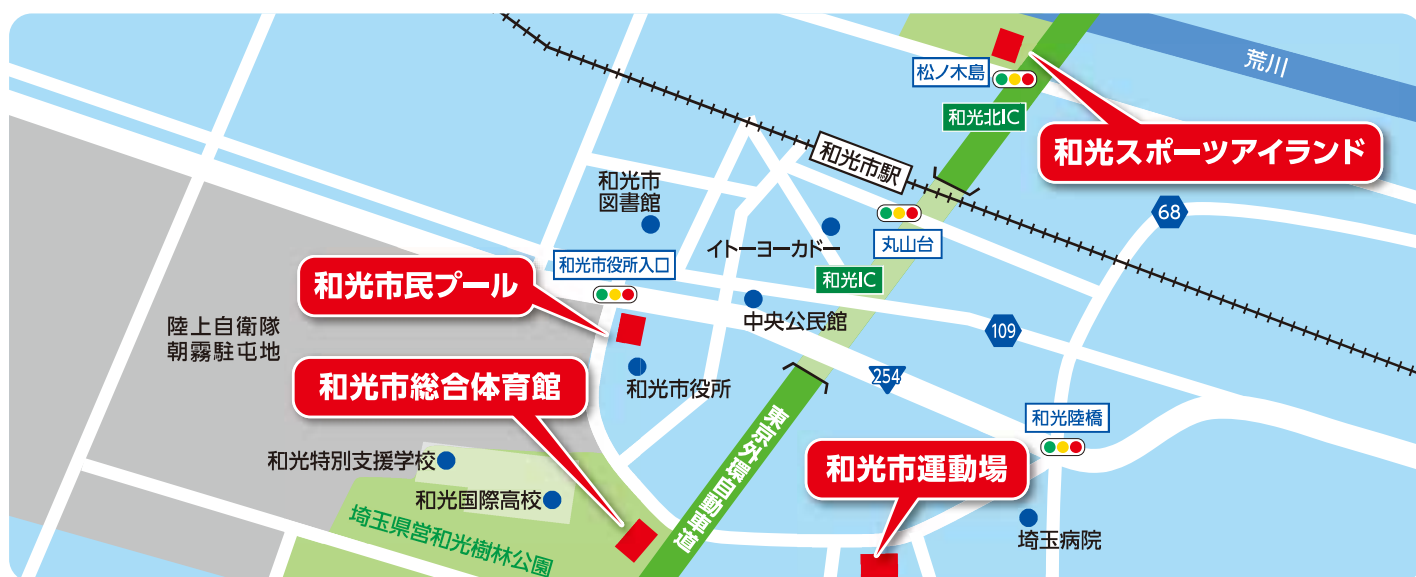 荒川
松ノ木島
和光北IC
和光スポーツアイランド
和光市駅
和光市
図書館
68
丸山台
イトーヨーカドー
和光市役所入口
和光IC
和光市民プール
陸上自衛隊
朝霧駐屯地
中央公民館
109
和光市総合体育館
和光市役所
254
東京外環自動車道
和光陸橋
和光市運動場
和光特別支援学校
和光国際高校
埼玉県営和光樹林公園
埼玉病院